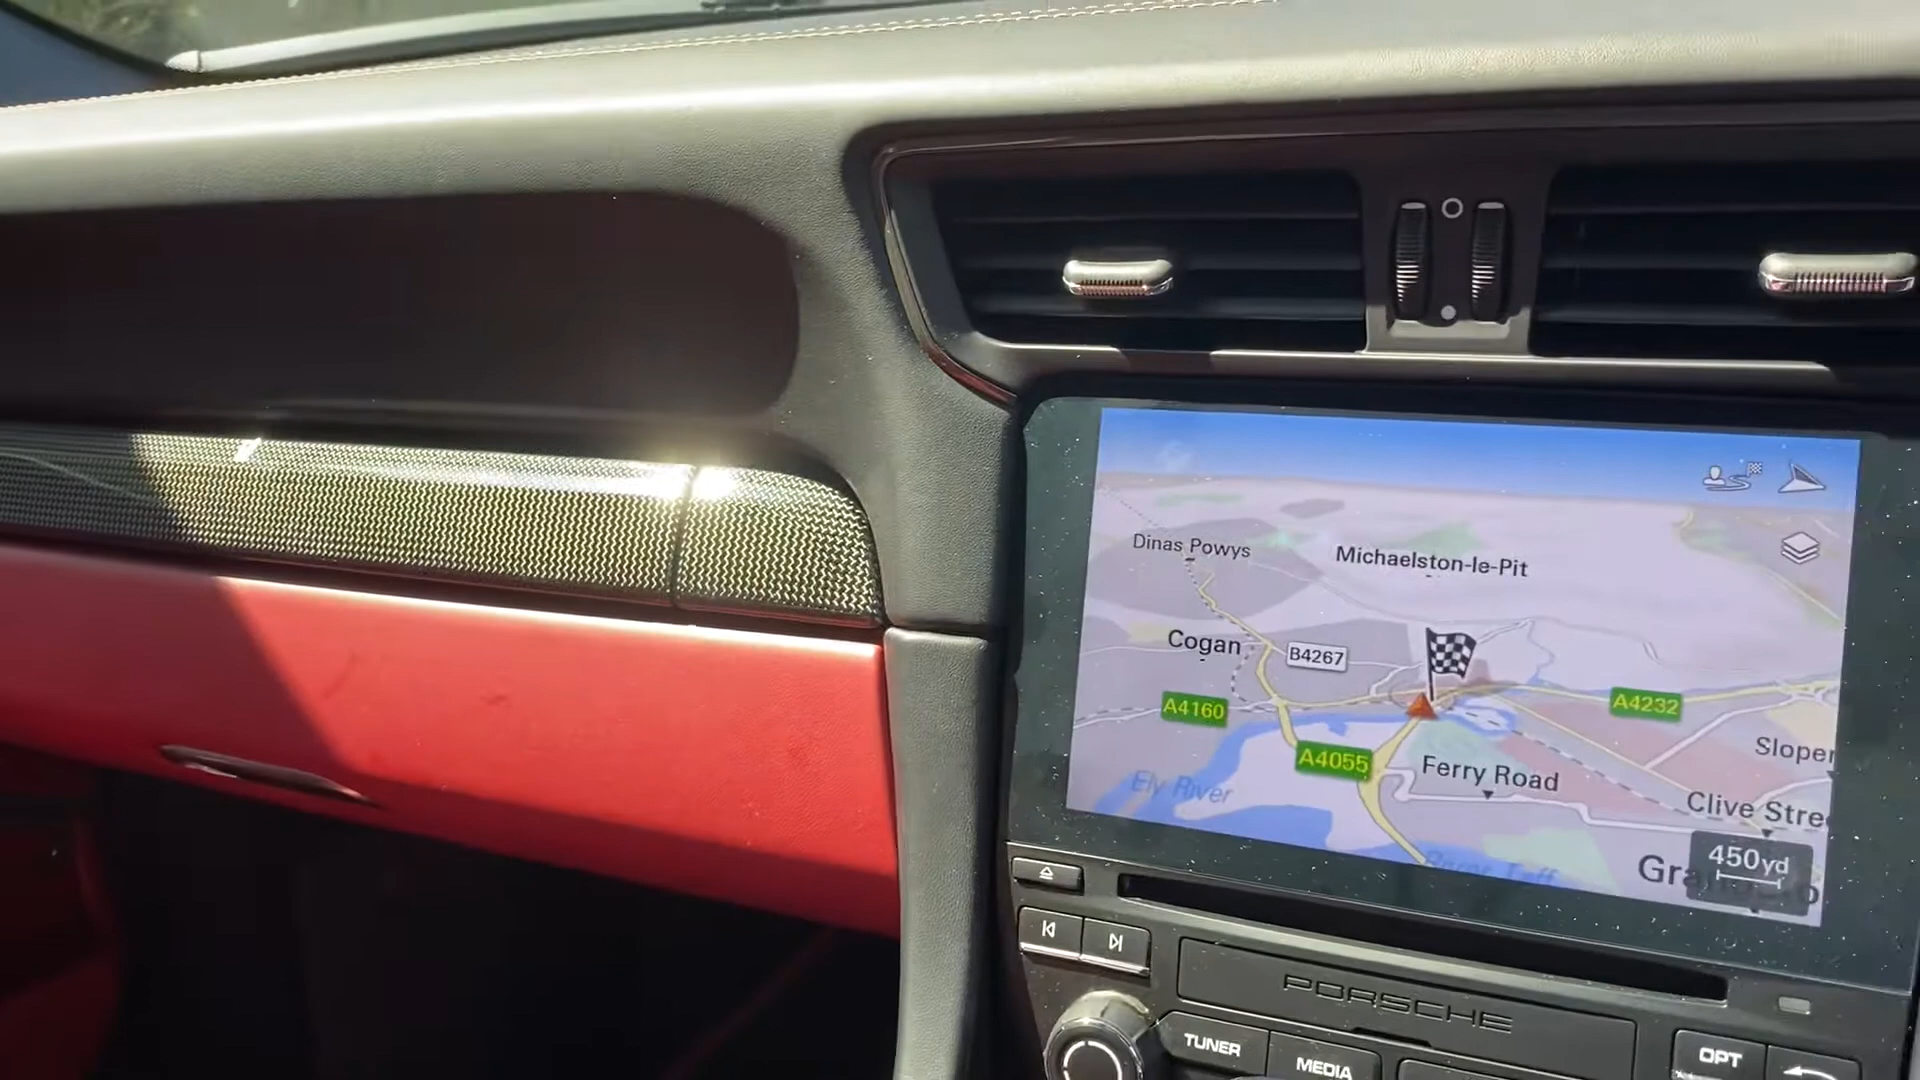 Dinas Powys
Michaelston-le-Pit
Cogan
B4267
A4160
A4232
A4055
Sloper
Ferry Road
Ely River
Clive Stre
450yd
PORSCHE
TUNER
MEDIA
OPT